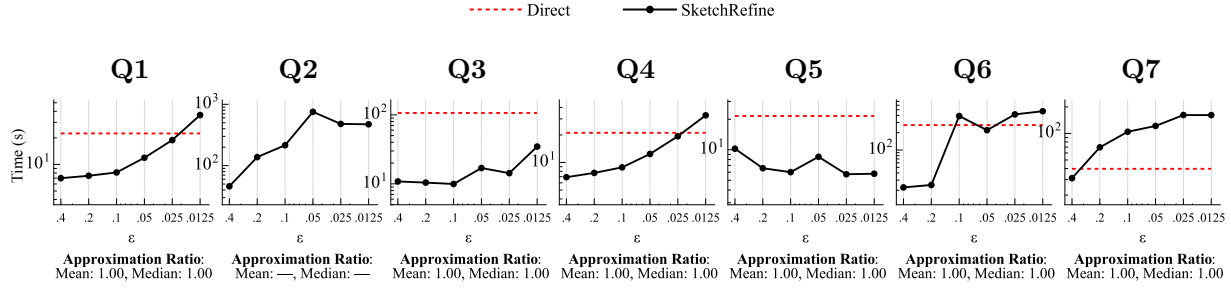 Direct SketchRefine
Q1 Q2 Q3 Q4 Q5 Q6 Q7
Time (s)
10^1
.4 .2 .1 .05 .025 .0125
ε
Approximation Ratio:
Mean: 1.00, Median: 1.00
10^3
10^2
.4 .2 .1 .05 .025 .0125
ε
Approximation Ratio:
Mean: —, Median: —
10^2
10^1
.4 .2 .1 .05 .025 .0125
ε
Approximation Ratio:
Mean: 1.00, Median: 1.00
10^1
.4 .2 .1 .05 .025 .0125
ε
Approximation Ratio:
Mean: 1.00, Median: 1.00
10^1
.4 .2 .1 .05 .025 .0125
ε
Approximation Ratio:
Mean: 1.00, Median: 1.00
10^2
.4 .2 .1 .05 .025 .0125
ε
Approximation Ratio:
Mean: 1.00, Median: 1.00
10^2
.4 .2 .1 .05 .025 .0125
ε
Approximation Ratio:
Mean: 1.00, Median: 1.00